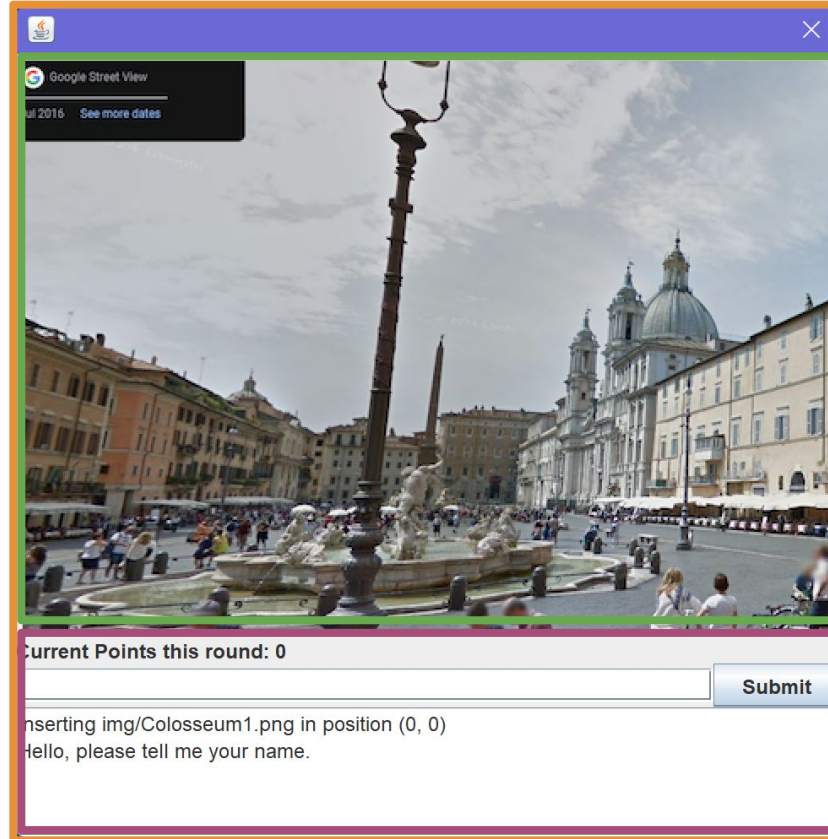 Google Street View
ul 2016 See more dates
Current Points this round: 0
Submit
nserting img/Colosseum1.png in position (0, 0)
Hello, please tell me your name.